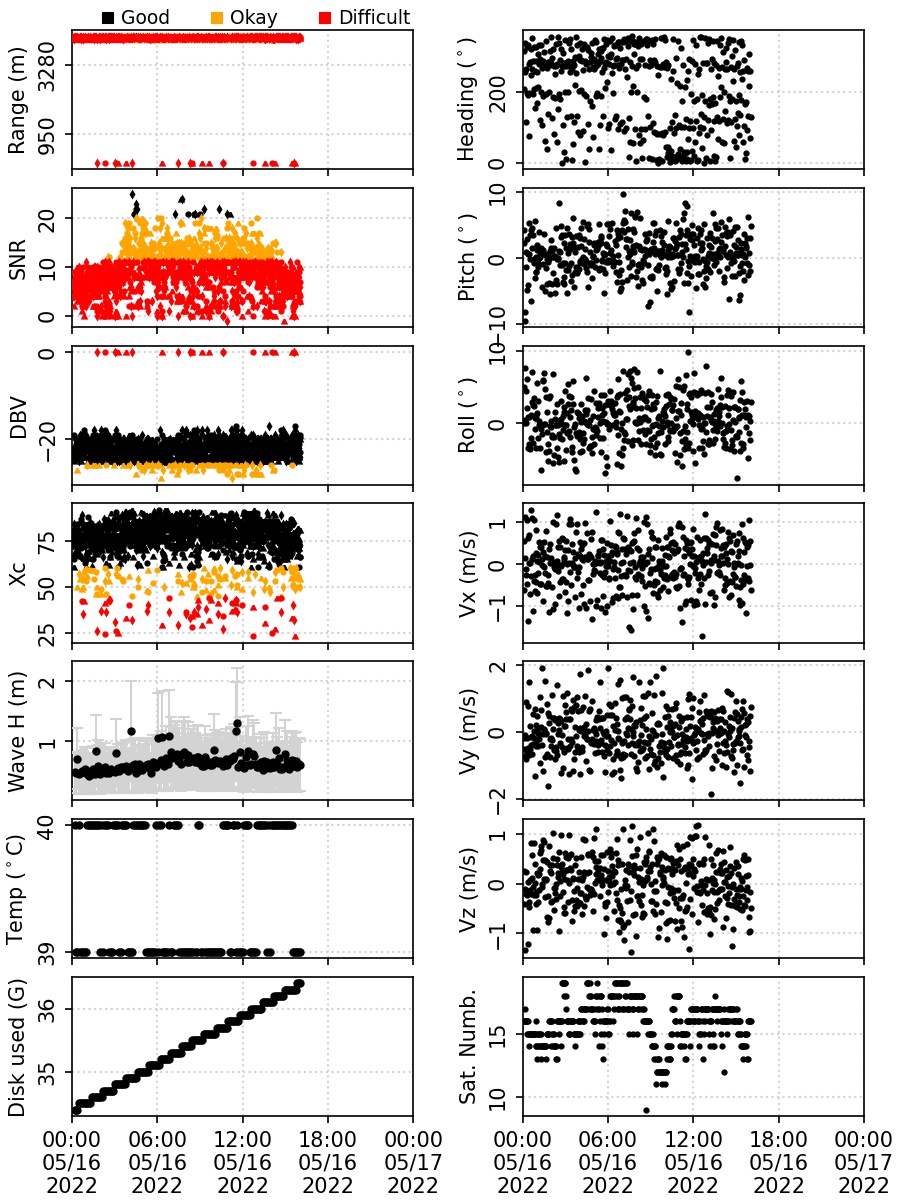 Good Okay Difficult
Range (m)
3280
950
Heading (°)
200
0
SNR
20
10
0
Pitch (°)
10
0
−10
DBV
0
−20
Roll (°)
10
0
Xc
75
50
25
Vx (m/s)
1
0
−1
Wave H (m)
2
1
Vy (m/s)
2
0
−2
Temp (°C)
40
39
Vz (m/s)
1
0
−1
Disk used (G)
36
35
Sat. Numb.
15
10
00:00 06:00 12:00 18:00 00:00
05/16 05/16 05/16 05/16 05/17
2022 2022 2022 2022 2022
00:00 06:00 12:00 18:00 00:00
05/16 05/16 05/16 05/16 05/17
2022 2022 2022 2022 2022